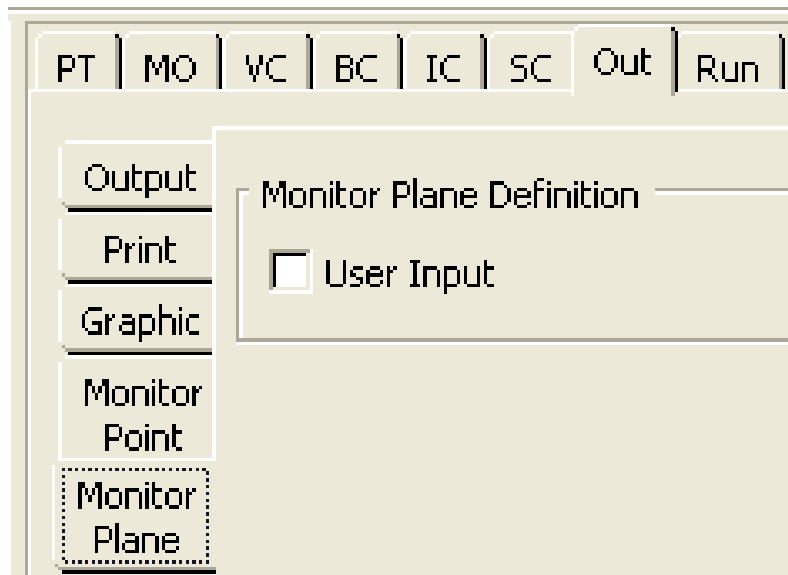 PT MO VC BC IC SC Out Run
Output
Monitor Plane Definition
Print
User Input
Graphic
Monitor
Point
Monitor
Plane